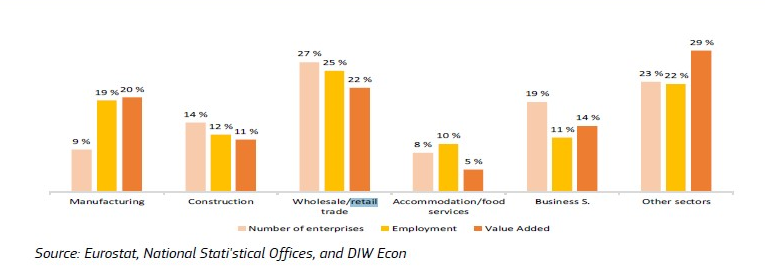 29 %
27 %
25 %
23 % 22 %
22 %
19 % 20 %
19 %
14 %
14 %
12 % 11 %
11 %
10 %
9 %
8 %
5 %
Manufacturing Construction Wholesale/retail trade Accommodation/food services Business S. Other sectors
Number of enterprises Employment Value Added
Source: Eurostat, National Stati'stical Offices, and DIW Econ